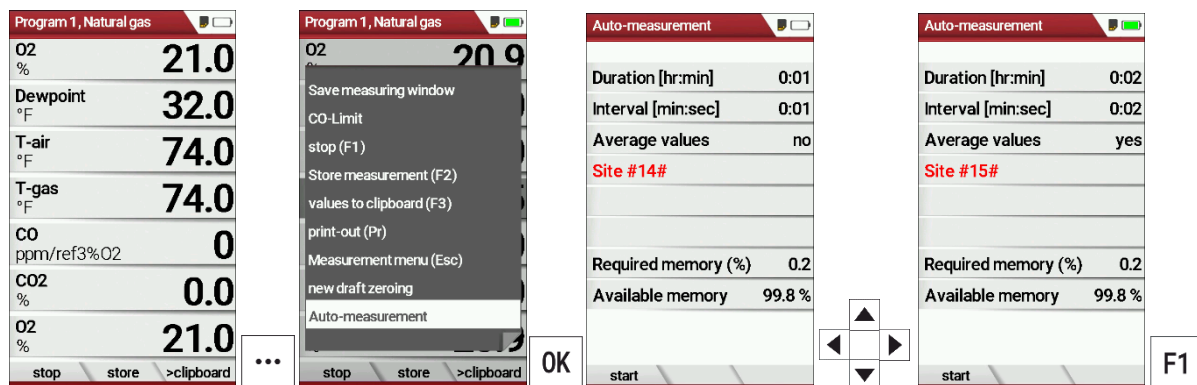 Program 1, Natural gas
O2
%
21.0
Dewpoint
°F
32.0
T-air
°F
74.0
T-gas
°F
74.0
CO
ppm/ref3%O2
0
CO2
%
0.0
O2
%
21.0
stop store >clipboard
...
Program 1, Natural gas
O2
20.9
Save measuring window
CO-Limit
stop (F1)
Store measurement (F2)
values to clipboard (F3)
print-out (Pr)
Measurement menu (Esc)
new draft zeroing
Auto-measurement
stop store >clipboard
OK
Auto-measurement
Duration [hr:min] 0:01
Interval [min:sec] 0:01
Average values no
Site #14#
Required memory (%) 0.2
Available memory 99.8 %
start
Auto-measurement
Duration [hr:min] 0:02
Interval [min:sec] 0:02
Average values yes
Site #15#
Required memory (%) 0.2
Available memory 99.8 %
start
F1